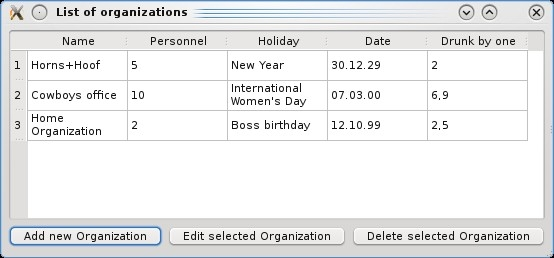 List of organizations
Name Personnel Holiday Date Drunk by one
1 Horns+Hoof 5 New Year 30.12.29 2
2 Cowboys office 10 International Women's Day 07.03.00 6,9
3 Home Organization 2 Boss birthday 12.10.99 2,5
Add new Organization Edit selected Organization Delete selected Organization